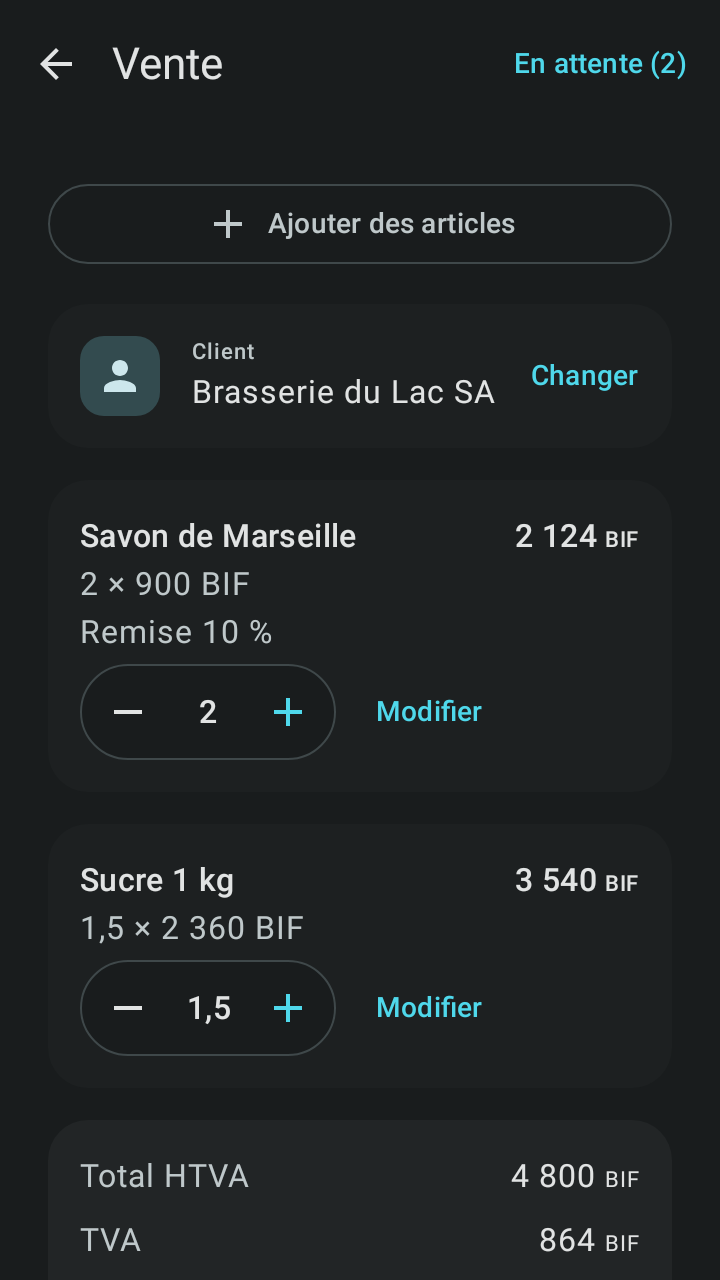 Vente
En attente (2)
Ajouter des articles
Client
Brasserie du Lac SA
Changer
Savon de Marseille
2 124 BIF
2 × 900 BIF
Remise 10 %
2
Modifier
Sucre 1 kg
3 540 BIF
1,5 × 2 360 BIF
1,5
Modifier
Total HTVA
4 800 BIF
TVA
864 BIF